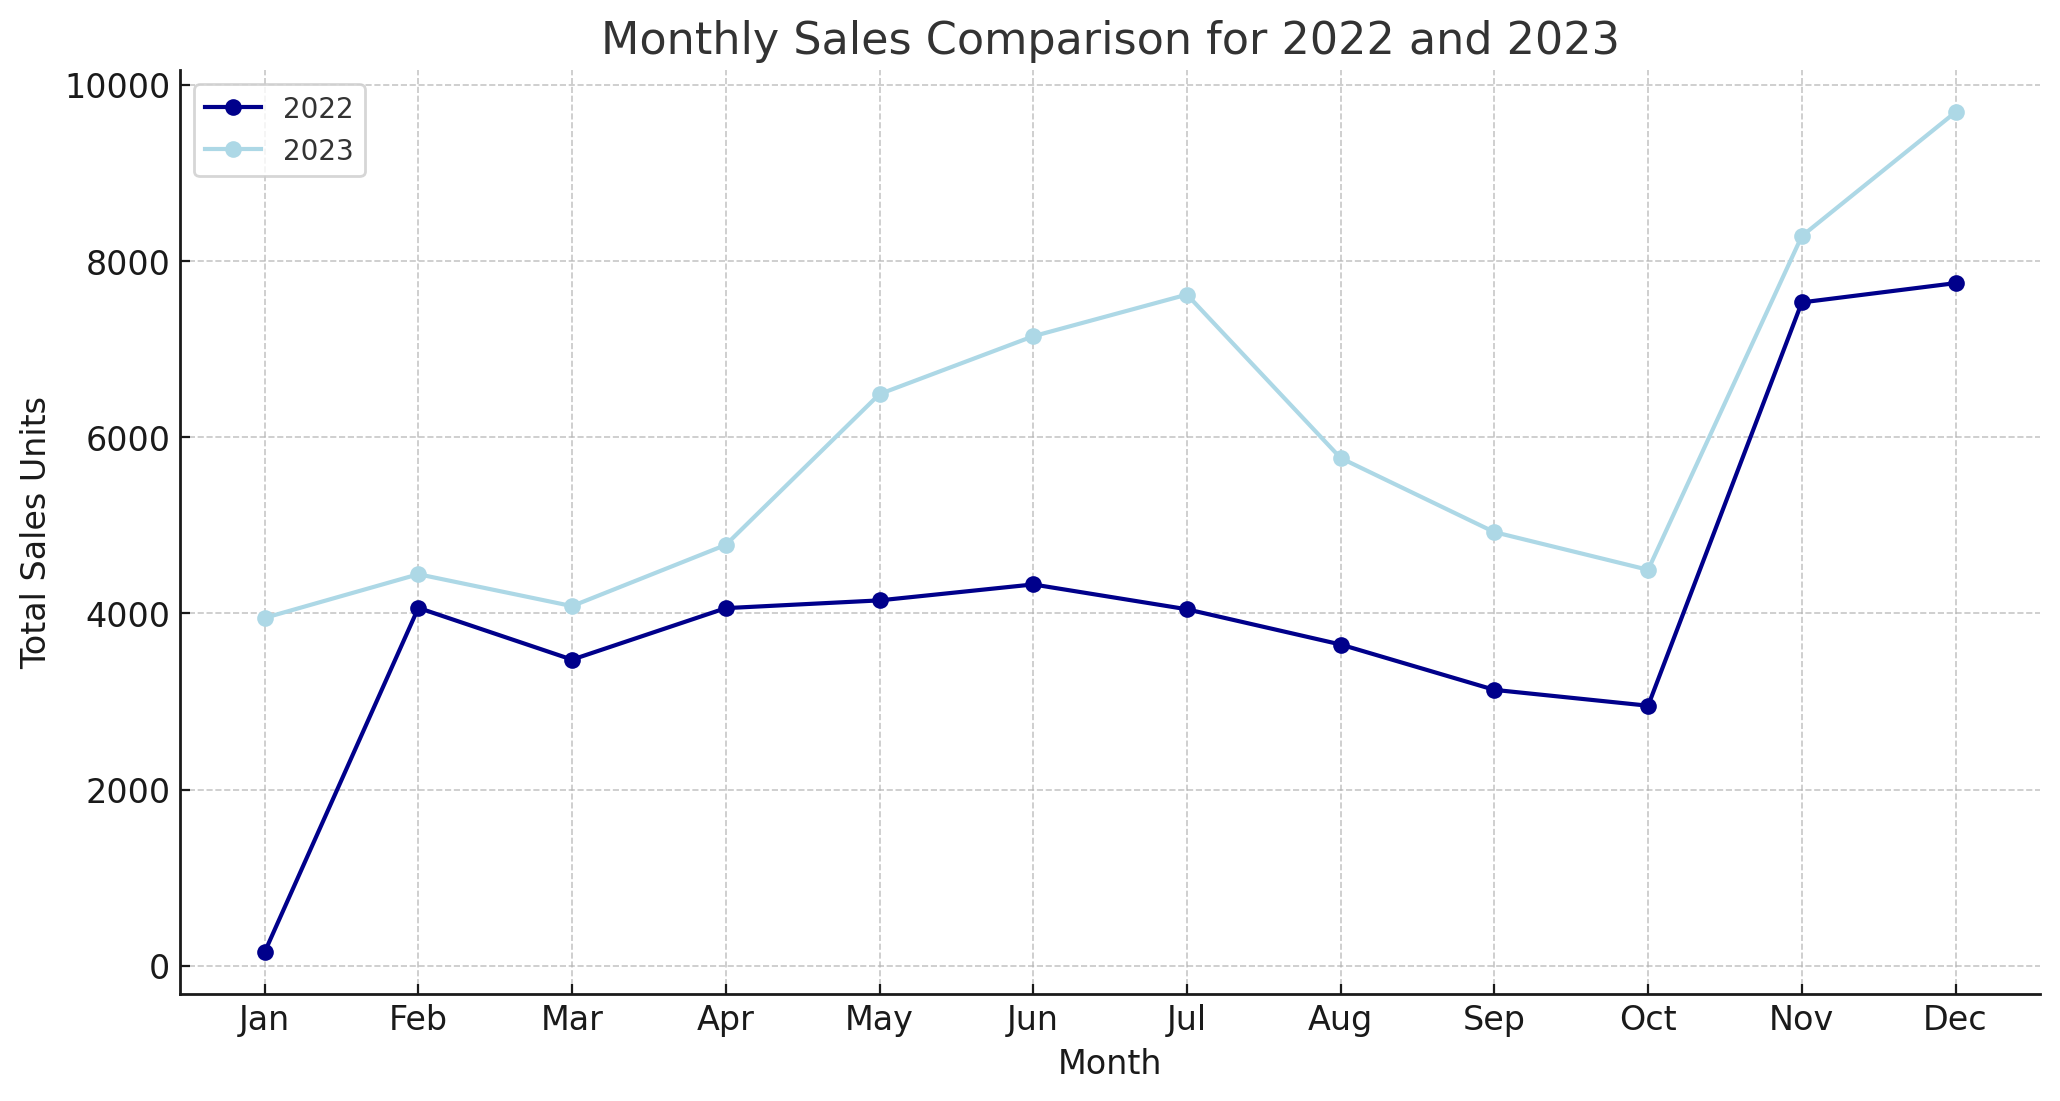 Monthly Sales Comparison for 2022 and 2023
10000
8000
6000
4000
2000
0
Total Sales Units
2022
2023
Jan Feb Mar Apr May Jun Jul Aug Sep Oct Nov Dec
Month